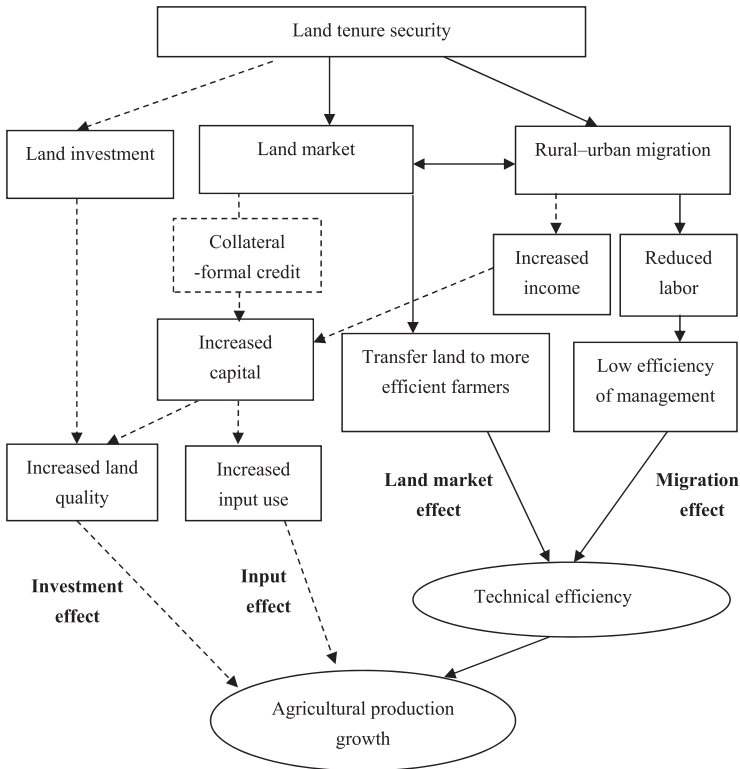 Land tenure security
Land investment
Land market
Rural–urban migration
Collateral
-formal credit
Increased
income
Reduced
labor
Increased
capital
Transfer land to more
efficient farmers
Low efficiency
of management
Increased land
quality
Increased
input use
Land market
effect
Migration
effect
Investment
effect
Input
effect
Technical efficiency
Agricultural production
growth